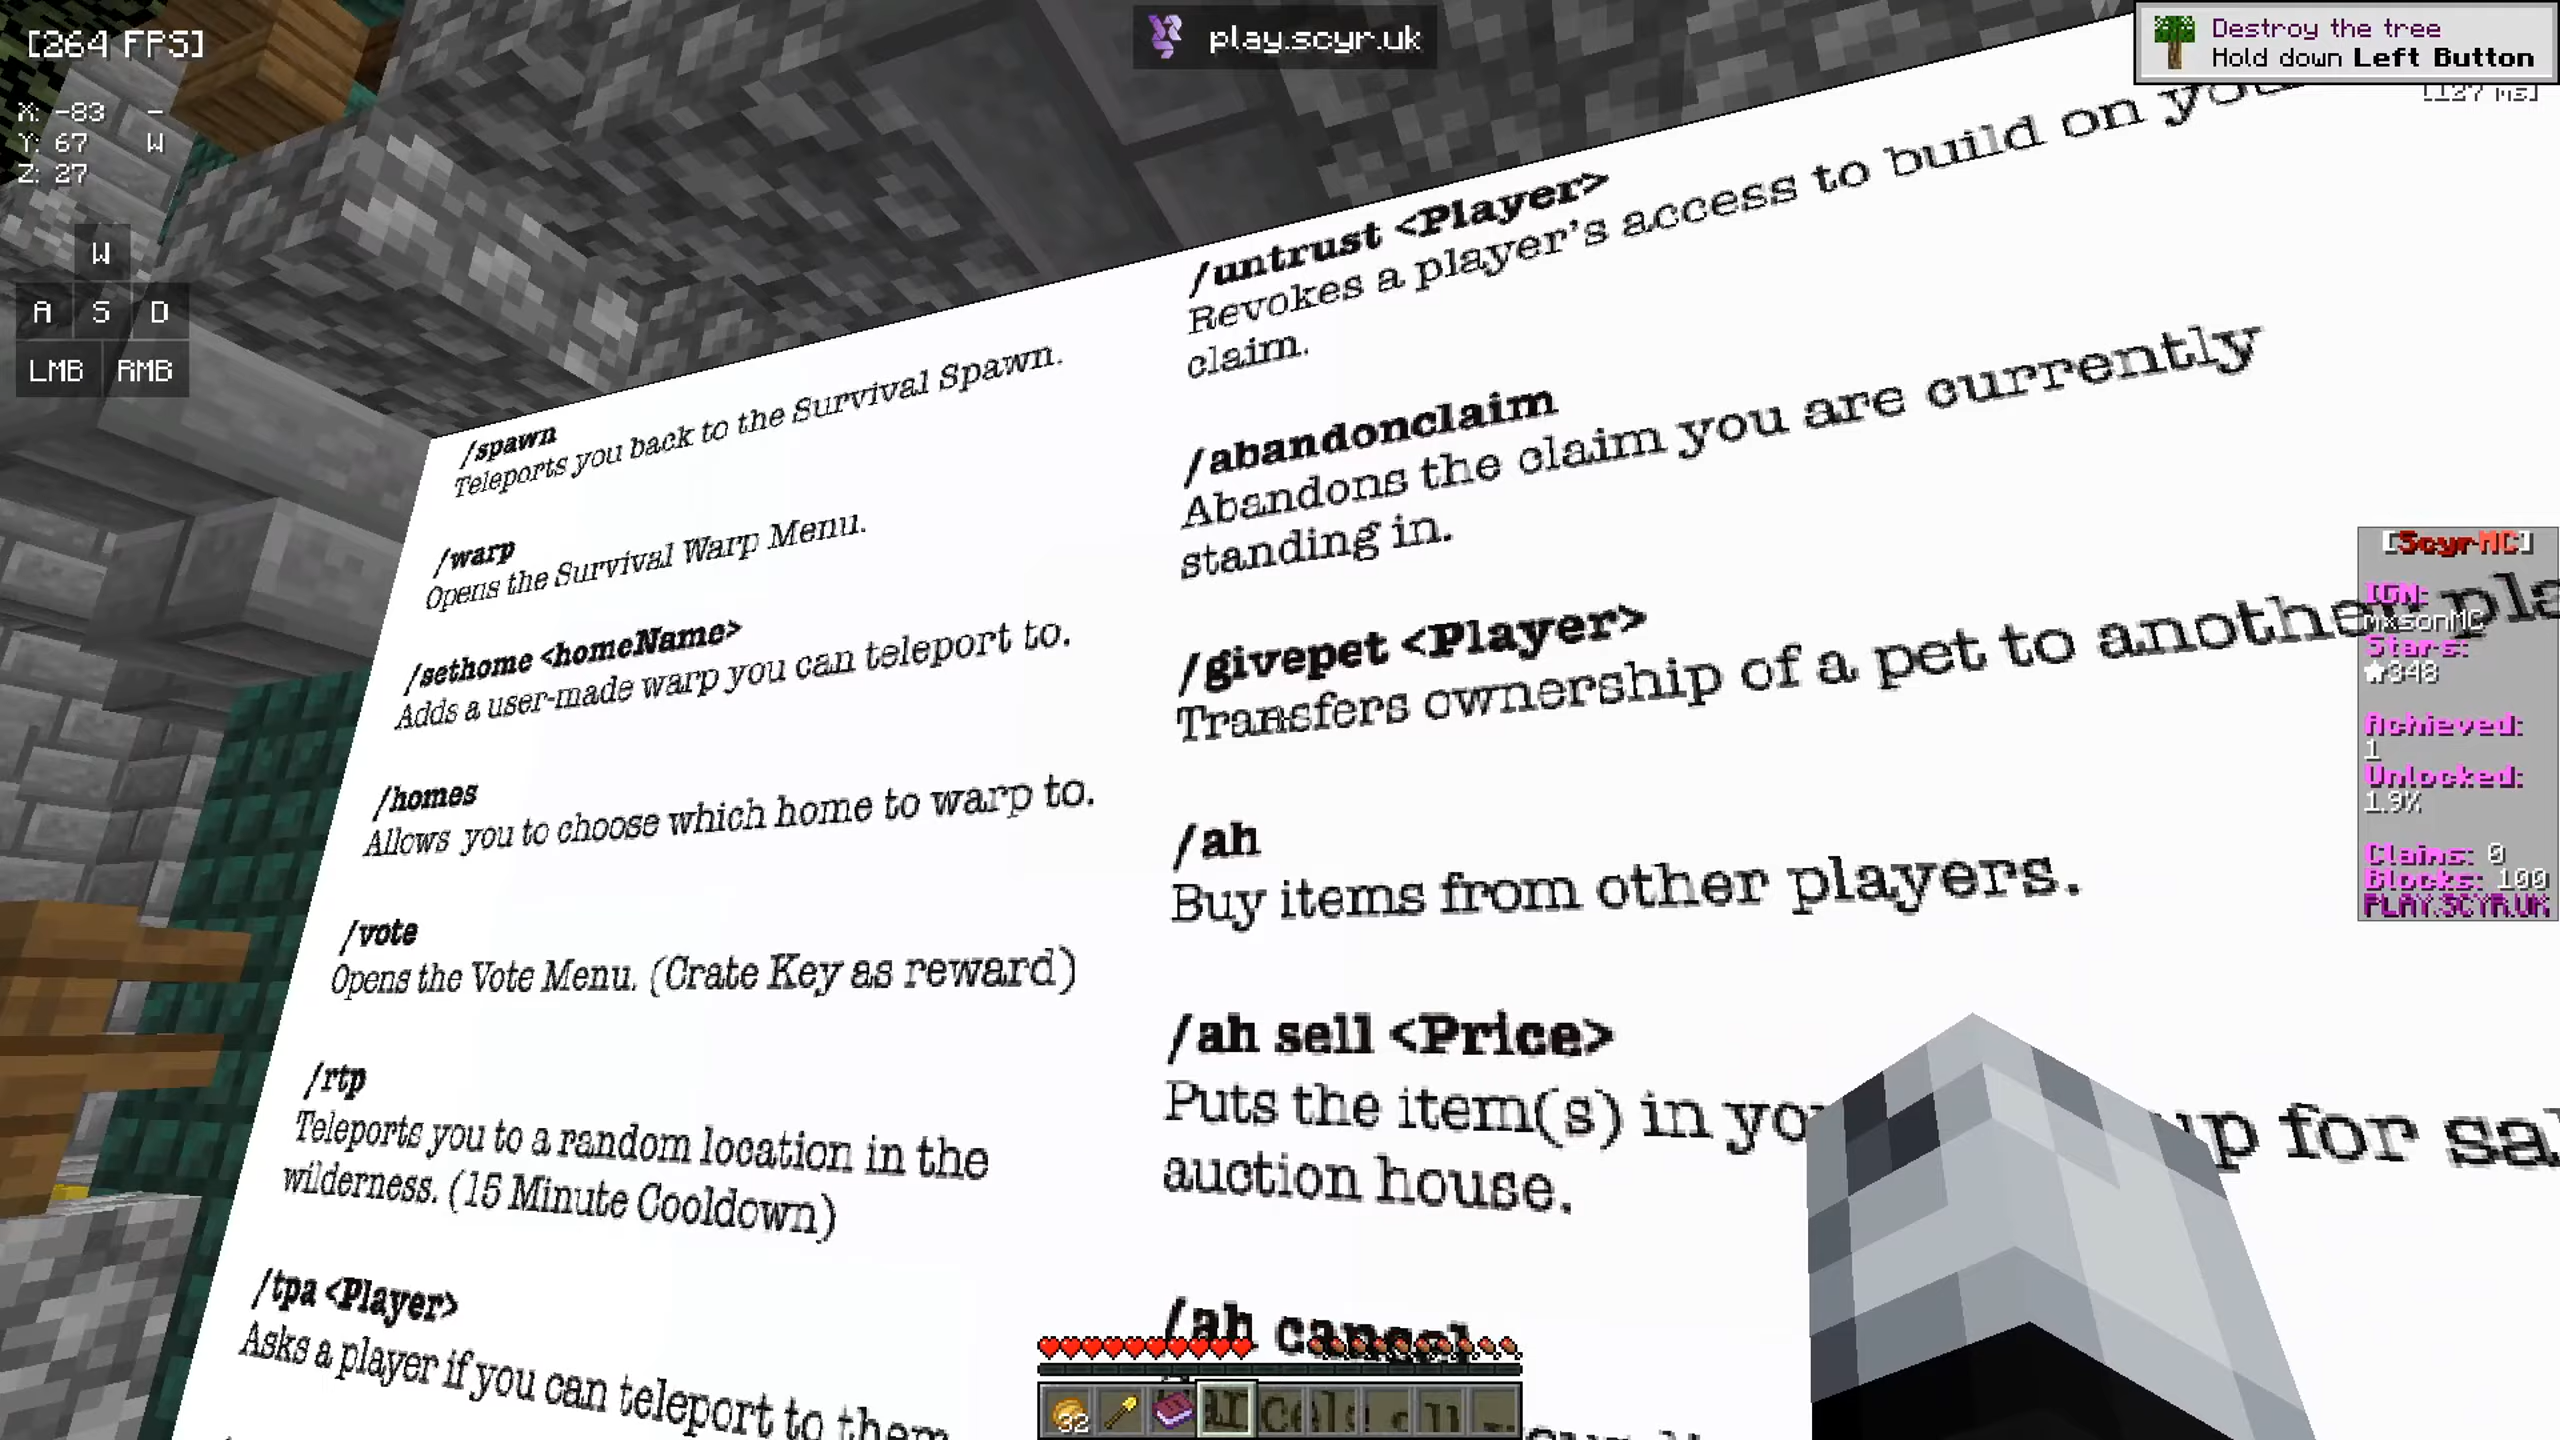 [264 FPS]
play.scyr.uk
Destroy the tree
Hold down Left Button
[127 ms]
X: -83 -
Y: 67 W
Z: 27
W
A S D
LMB RMB
/spawn
Teleports you back to the Survival Spawn.
/warp
Opens the Survival Warp Menu.
/sethome <homeName>
Adds a user-made warp you can teleport to.
/homes
Allows you to choose which home to warp to.
/vote
Opens the Vote Menu. (Crate Key as reward)
/rtp
Teleports you to a random location in the
wilderness. (15 Minute Cooldown)
/tpa <Player>
Asks a player if you can teleport to them
/untrust <Player>
Revokes a player's access to build on
claim.
/abandonclaim
Abandons the claim you are currently
standing in.
/givepet <Player>
Transfers ownership of a pet to another
/ah
Buy items from other players.
/ah sell <Price>
Puts the item(s) in up for
auction house.
/ah cancel
[ScyrMC]
IGN:
mxsonMC
Stars:
★348
Achieved:
1
Unlocked:
1.9%
Claims: 0
Blocks: 100
PLAY.SCYR.UK
32